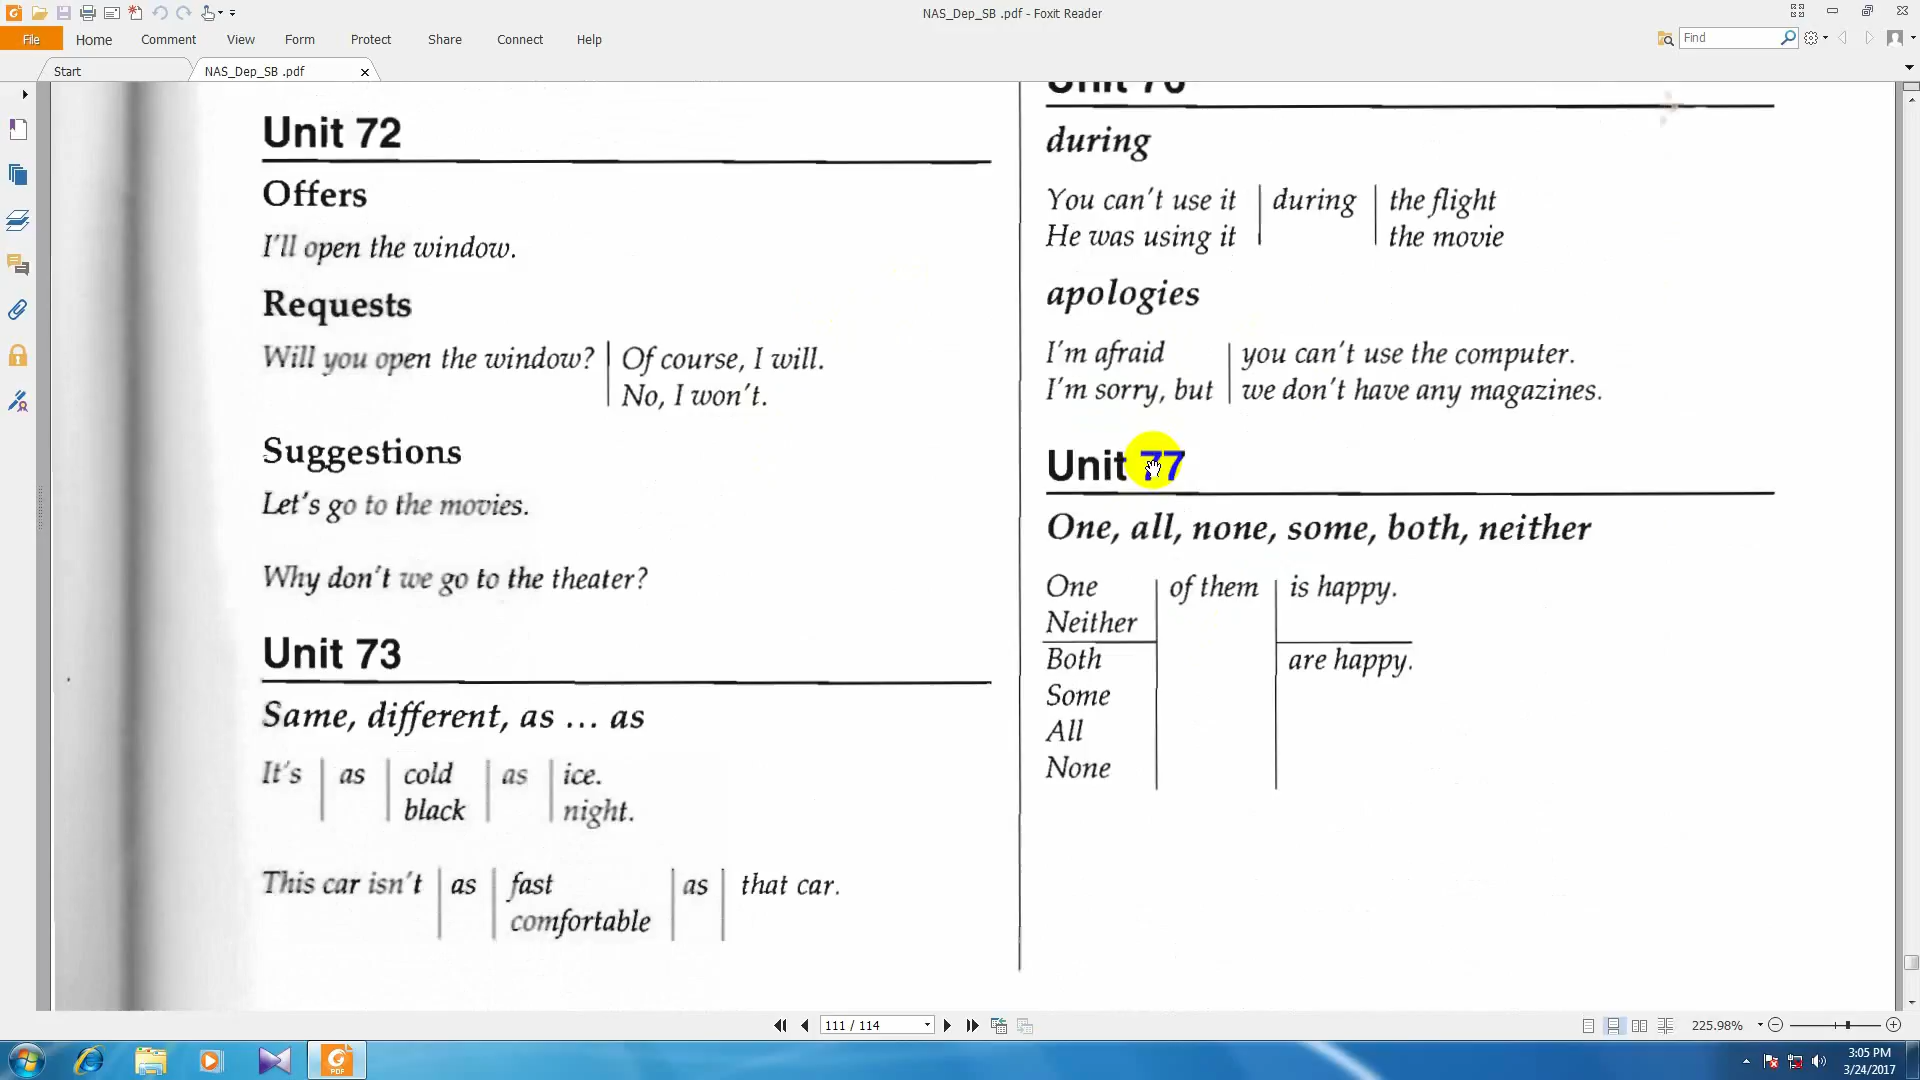 NAS_Dep_SB .pdf - Foxit Reader
File Home Comment View Form Protect Share Connect Help
Find
Start
NAS_Dep_SB .pdf
Unit 72
Offers
I'll open the window.
Requests
Will you open the window? Of course, I will.
No, I won't.
Suggestions
Let's go to the movies.
Why don't we go to the theater?
Unit 73
Same, different, as ... as
It's as cold as ice.
black night.
This car isn't as fast as that car.
comfortable
Unit 76
during
You can't use it during the flight
He was using it the movie
apologies
I'm afraid you can't use the computer.
I'm sorry, but we don't have any magazines.
Unit 77
One, all, none, some, both, neither
One of them is happy.
Neither
Both are happy.
Some
All
None
111 / 114
225.98%
PDF
3:05 PM
3/24/2017